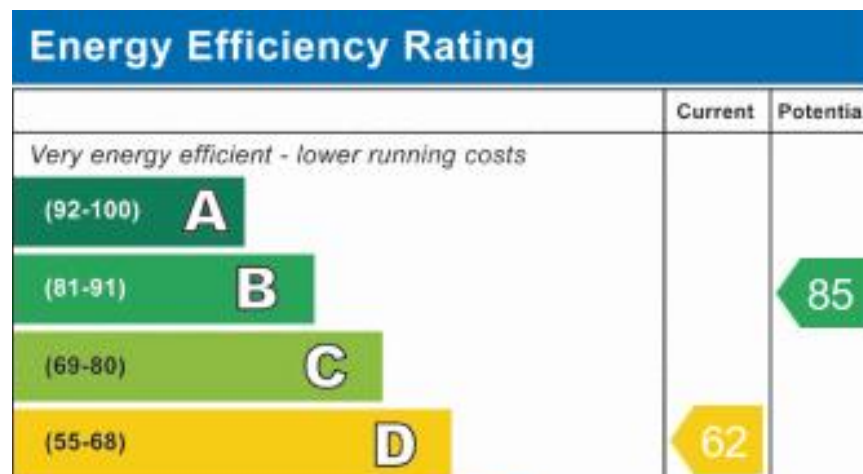 Energy Efficiency Rating
Current Potentia
Very energy efficient - lower running costs
(92-100) A
(81-91) B 85
(69-80) C
(55-68) D 62